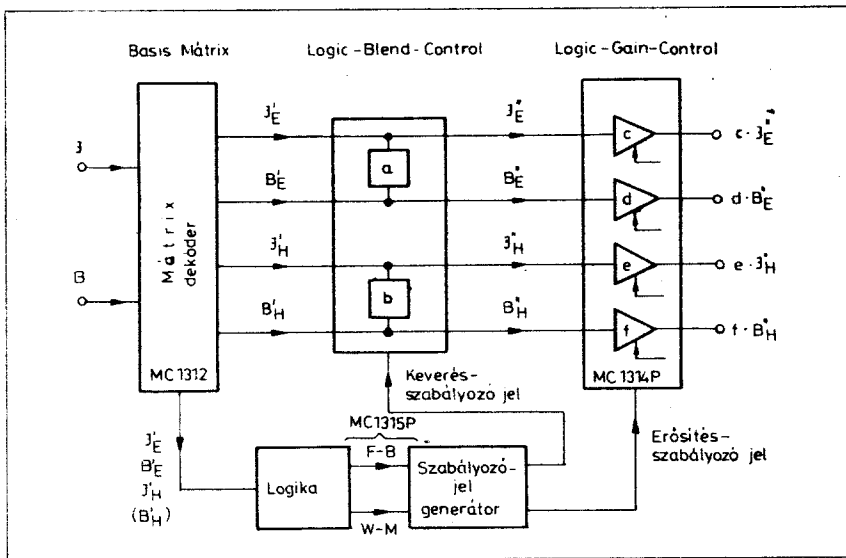 Basis Mátrix
Logic-Blend-Control
Logic-Gain-Control
J
B
Mátrix
dekóder
MC 1312
J'E
B'E
J'H
B'H
a
b
J"E
B"E
J"H
B"H
c
d
e
f
MC 1314P
c·J"E
d·B"E
e·J"H
f·B"H
Keverés-
szabályozó jel
J'E
B'E
J'H
(B'H)
Logika
MC1315P
F-B
W-M
Szabályozó-
jel
generátor
Erősítés-
szabályozó jel